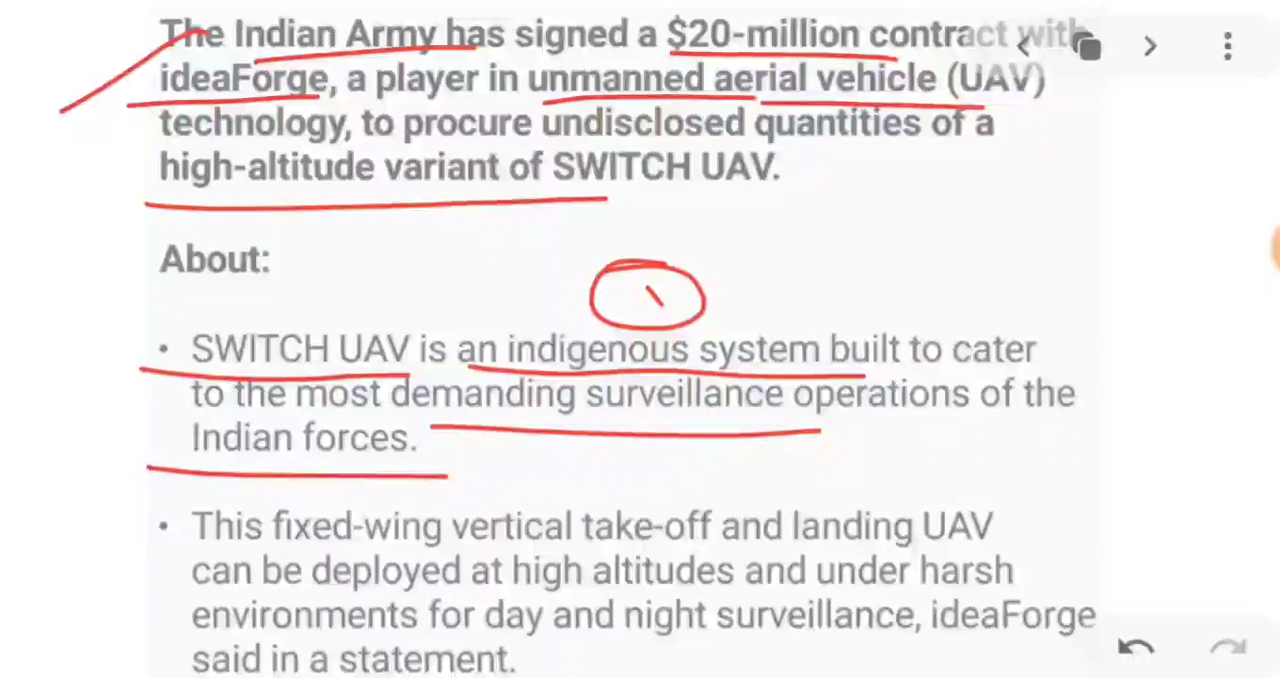 The Indian Army has signed a $20-million contract with
ideaForge, a player in unmanned aerial vehicle (UAV)
technology, to procure undisclosed quantities of a
high-altitude variant of SWITCH UAV.
About:
• SWITCH UAV is an indigenous system built to cater
to the most demanding surveillance operations of the
Indian forces.
• This fixed-wing vertical take-off and landing UAV
can be deployed at high altitudes and under harsh
environments for day and night surveillance, ideaForge
said in a statement.